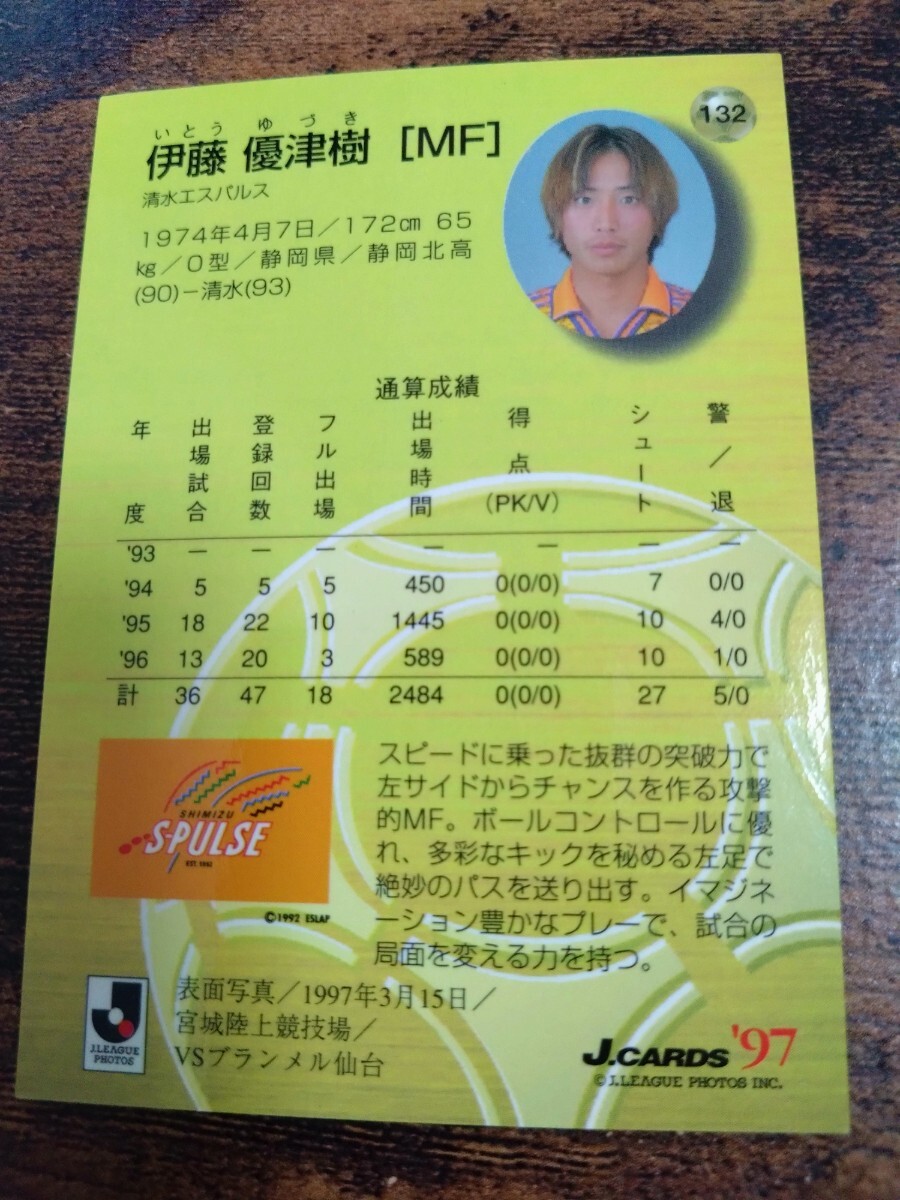 132
いとう ゆづき
伊藤 優津樹 [MF]
清水エスパルス
1974年4月7日／172㎝ 65
㎏／O型／静岡県／静岡北高
(90)－清水(93)
通算成績
年度 出場試合 登録回数 フル出場 出場時間 得点(PK/V) シュート 警／退
'93 － － － － － － －
'94 5 5 5 450 0(0/0) 7 0/0
'95 18 22 10 1445 0(0/0) 10 4/0
'96 13 20 3 589 0(0/0) 10 1/0
計 36 47 18 2484 0(0/0) 27 5/0
スピードに乗った抜群の突破力で
左サイドからチャンスを作る攻撃
的MF。ボールコントロールに優
れ、多彩なキックを秘める左足で
絶妙のパスを送り出す。イマジネ
ーション豊かなプレーで、試合の
局面を変える力を持つ。
SHIMIZU
S-PULSE
EST. 1992
©1992 ESLAP
J.LEAGUE
PHOTOS
表面写真／1997年3月15日／
宮城陸上競技場／
VSブランメル仙台
J.CARDS '97
© J.LEAGUE PHOTOS INC.